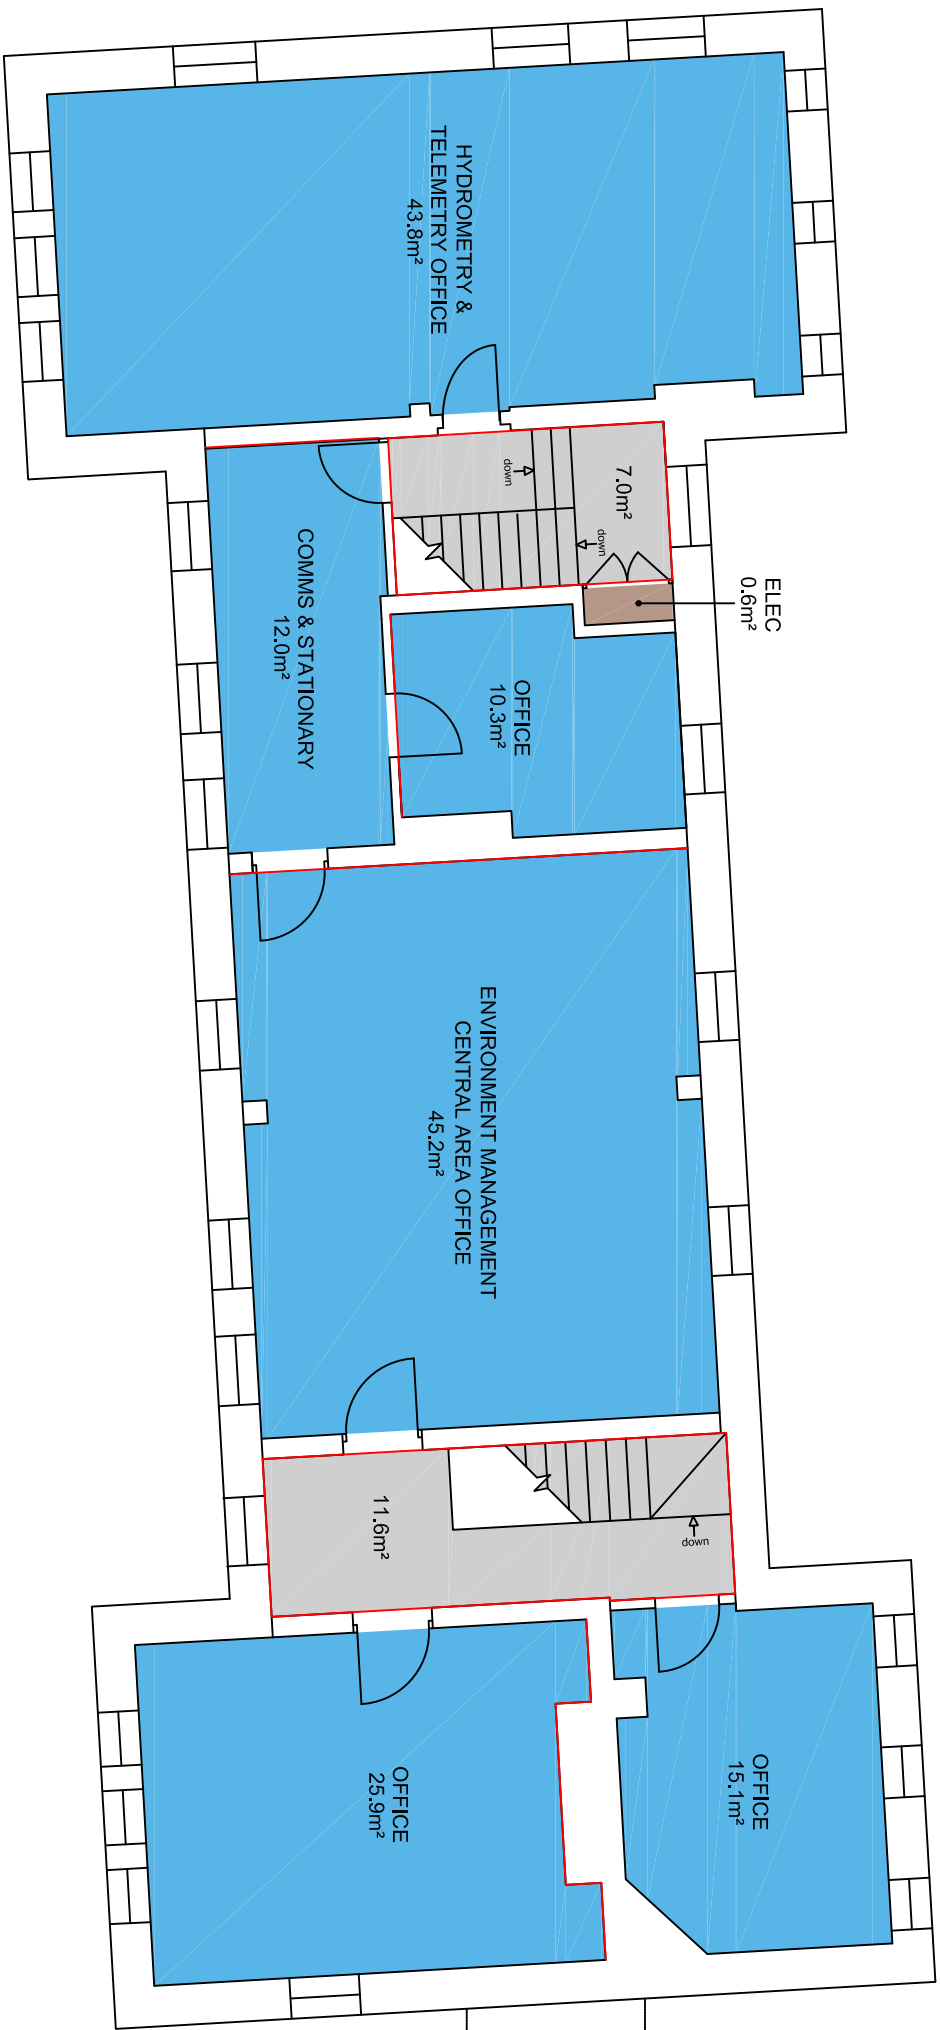 HYDROMETRY &
TELEMETRY OFFICE
43.8m²
7.0m²
down
down
ELEC
0.6m²
COMMS & STATIONARY
12.0m²
OFFICE
10.3m²
ENVIRONMENT MANAGEMENT
CENTRAL AREA OFFICE
45.2m²
11.6m²
down
OFFICE
15.1m²
OFFICE
25.9m²